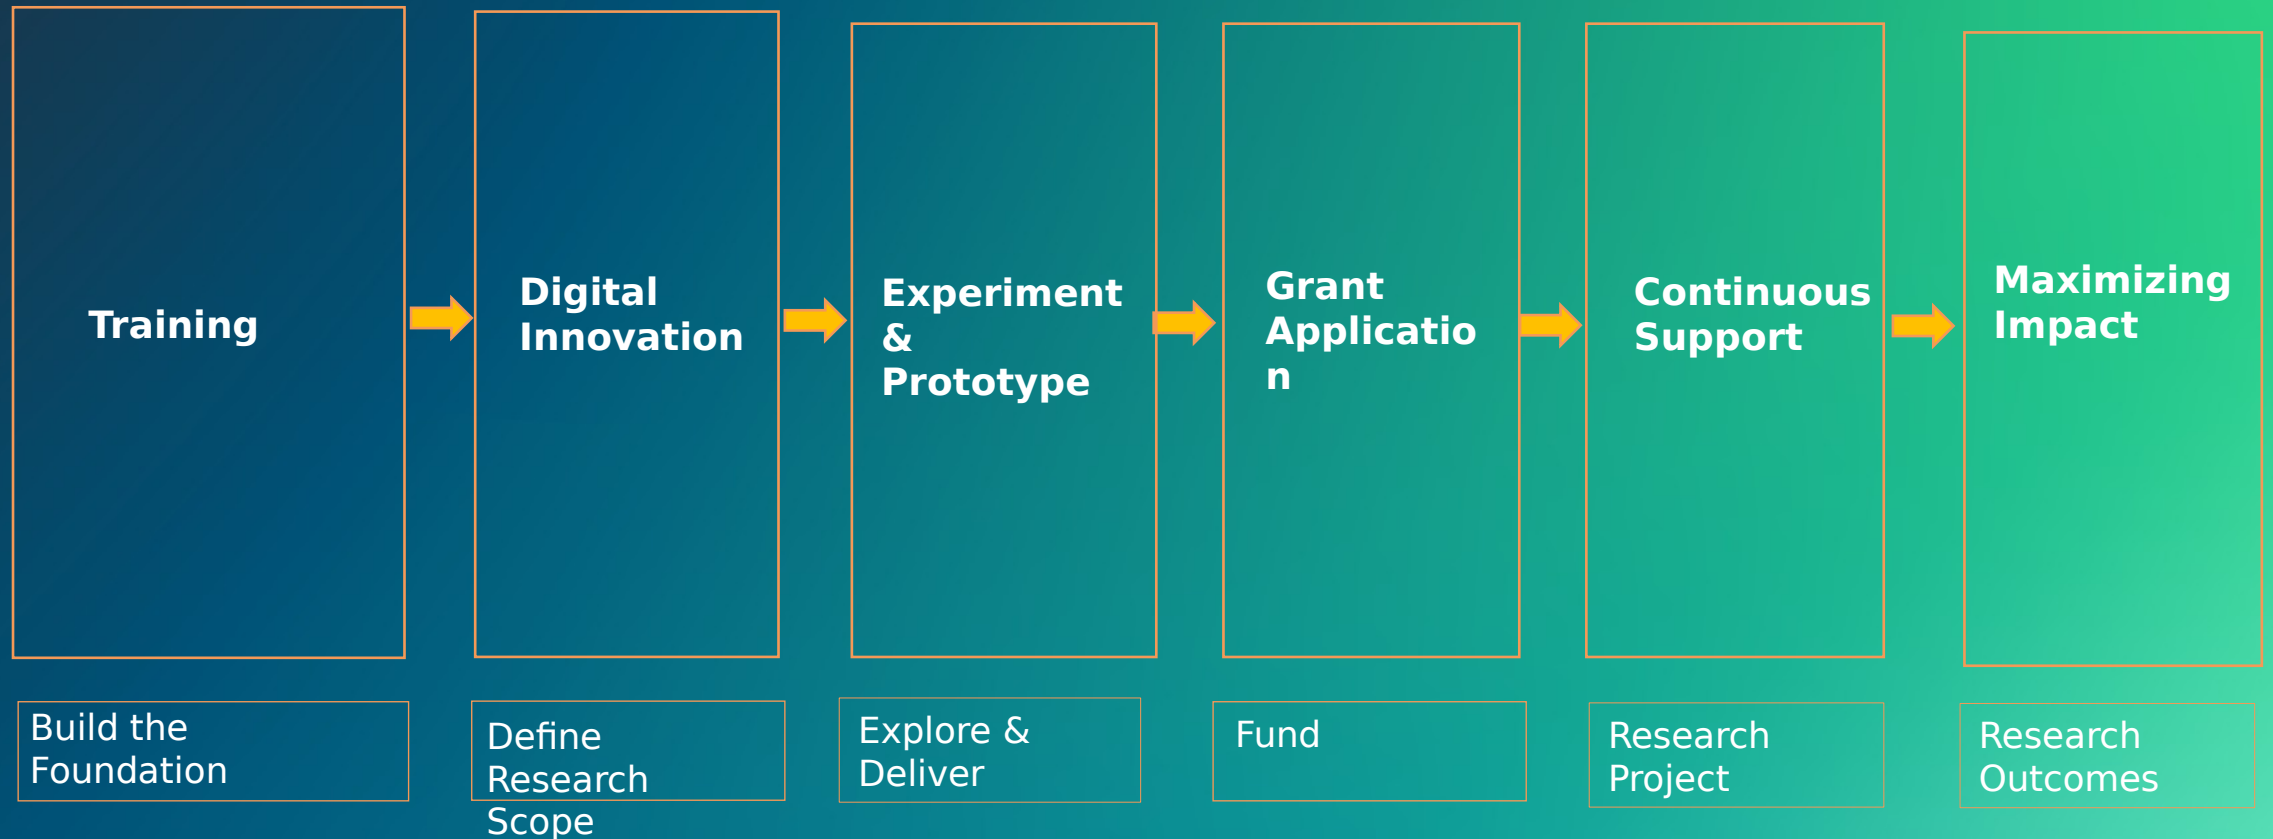 Training
Digital
Innovation
Experiment
&
Prototype
Grant
Applicatio
n
Continuous
Support
Maximizing
Impact
Build the
Foundation
Define
Research
Scope
Explore &
Deliver
Fund
Research
Project
Research
Outcomes